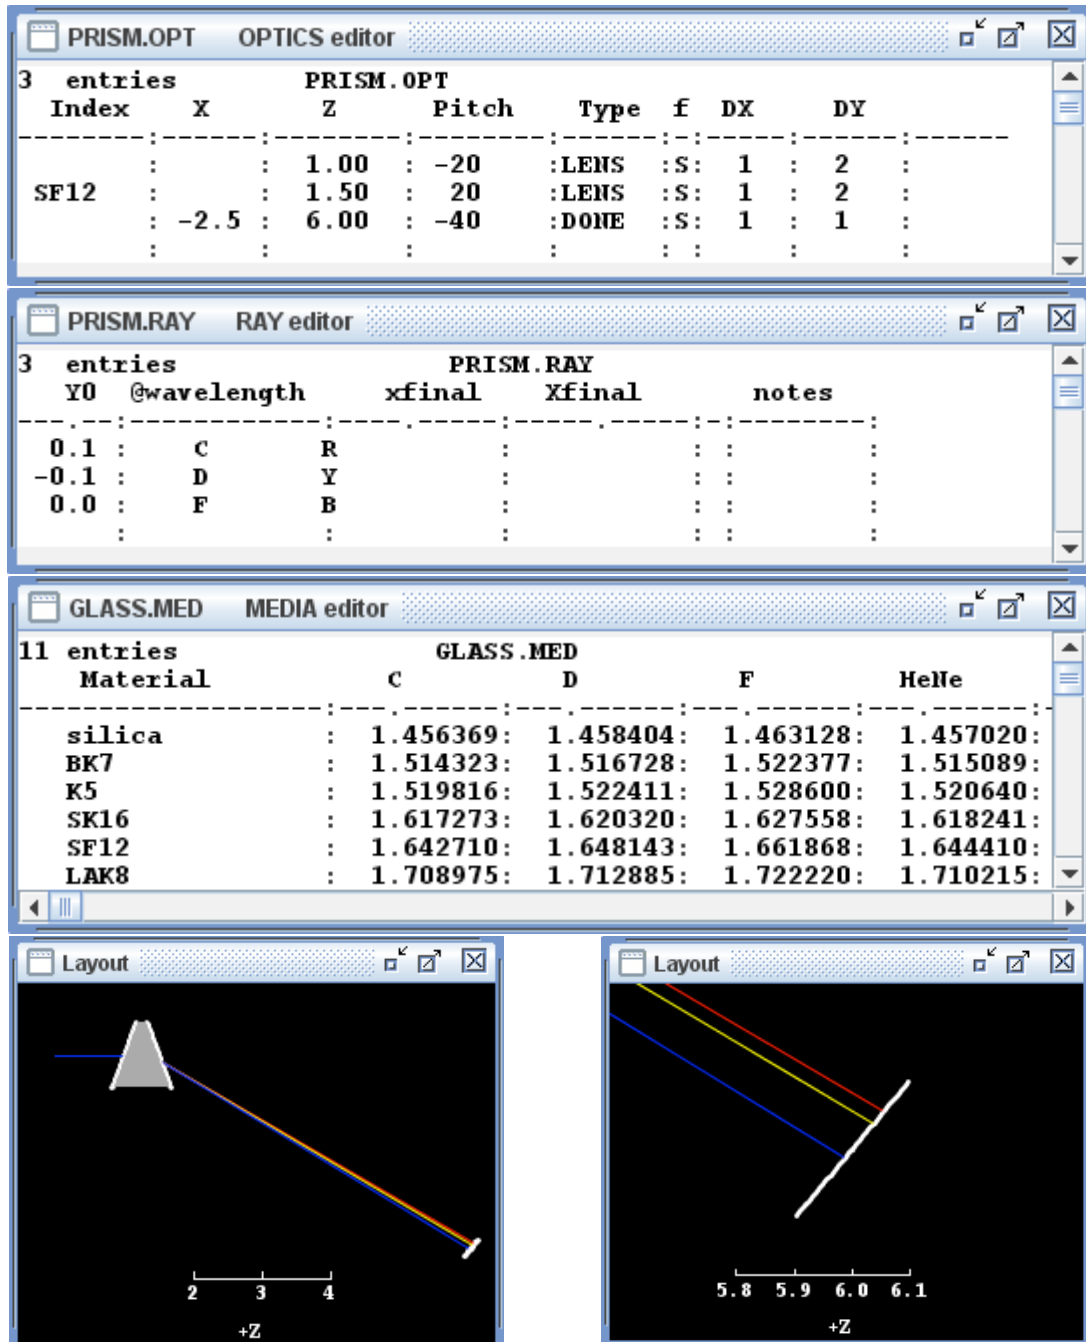 PRISM.OPT OPTICS editor
3 entries PRISM.OPT
Index X Z Pitch Type f DX DY
--------:------:--------:--------:------:-:-----:------:------
: : 1.00 : -20 :LENS :S: 1 : 2 :
SF12 : : 1.50 : 20 :LENS :S: 1 : 2 :
: -2.5 : 6.00 : -40 :DONE :S: 1 : 1 :
: : : : : : : :
PRISM.RAY RAY editor
3 entries PRISM.RAY
Y0 @wavelength xfinal Xfinal notes
---.--:------------:----.-----:-----.-----:-:--------:
0.1 : C R : : : :
-0.1 : D Y : : : :
0.0 : F B : : : :
: : : : : :
GLASS.MED MEDIA editor
11 entries GLASS.MED
Material C D F HeNe
-------------------:---.------:---.------:---.------:---.------:-
silica : 1.456369: 1.458404: 1.463128: 1.457020:
BK7 : 1.514323: 1.516728: 1.522377: 1.515089:
K5 : 1.519816: 1.522411: 1.528600: 1.520640:
SK16 : 1.617273: 1.620320: 1.627558: 1.618241:
SF12 : 1.642710: 1.648143: 1.661868: 1.644410:
LAK8 : 1.708975: 1.712885: 1.722220: 1.710215:
Layout
2 3 4
+Z
Layout
5.8 5.9 6.0 6.1
+Z